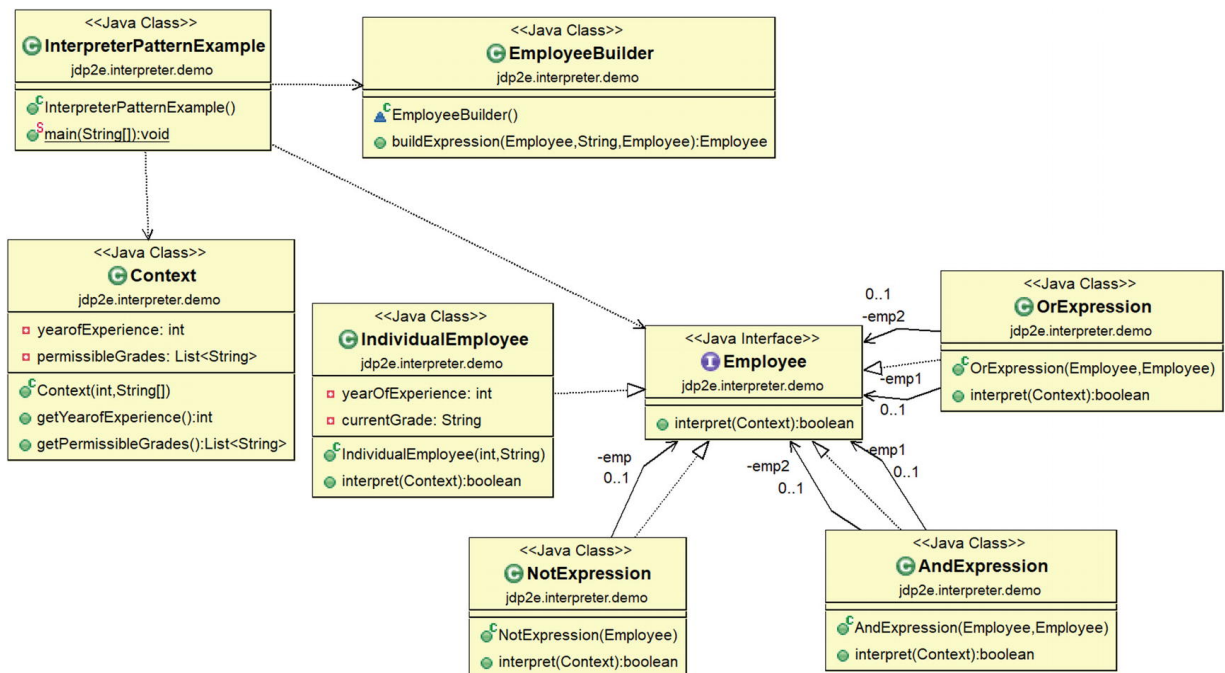 <<Java Class>>
InterpreterPatternExample
jdp2e.interpreter.demo
InterpreterPatternExample()
main(String[]):void
<<Java Class>>
EmployeeBuilder
jdp2e.interpreter.demo
EmployeeBuilder()
buildExpression(Employee,String,Employee):Employee
<<Java Class>>
Context
jdp2e.interpreter.demo
yearofExperience: int
permissibleGrades: List<String>
Context(int,String[])
getYearofExperience():int
getPermissibleGrades():List<String>
<<Java Class>>
IndividualEmployee
jdp2e.interpreter.demo
yearOfExperience: int
currentGrade: String
IndividualEmployee(int,String)
interpret(Context):boolean
<<Java Interface>>
Employee
jdp2e.interpreter.demo
interpret(Context):boolean
0..1
-emp2
-emp1
0..1
<<Java Class>>
OrExpression
jdp2e.interpreter.demo
OrExpression(Employee,Employee)
interpret(Context):boolean
-emp
0..1
-emp2
0..1
-emp1
0..1
<<Java Class>>
NotExpression
jdp2e.interpreter.demo
NotExpression(Employee)
interpret(Context):boolean
<<Java Class>>
AndExpression
jdp2e.interpreter.demo
AndExpression(Employee,Employee)
interpret(Context):boolean